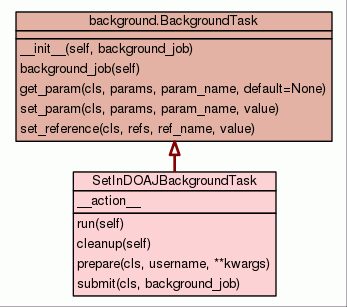 background.BackgroundTask
__init__(self, background_job)
background_job(self)
get_param(cls, params, param_name, default=None)
set_param(cls, params, param_name, value)
set_reference(cls, refs, ref_name, value)
SetInDOAJBackgroundTask
__action__
run(self)
cleanup(self)
prepare(cls, username, **kwargs)
submit(cls, background_job)